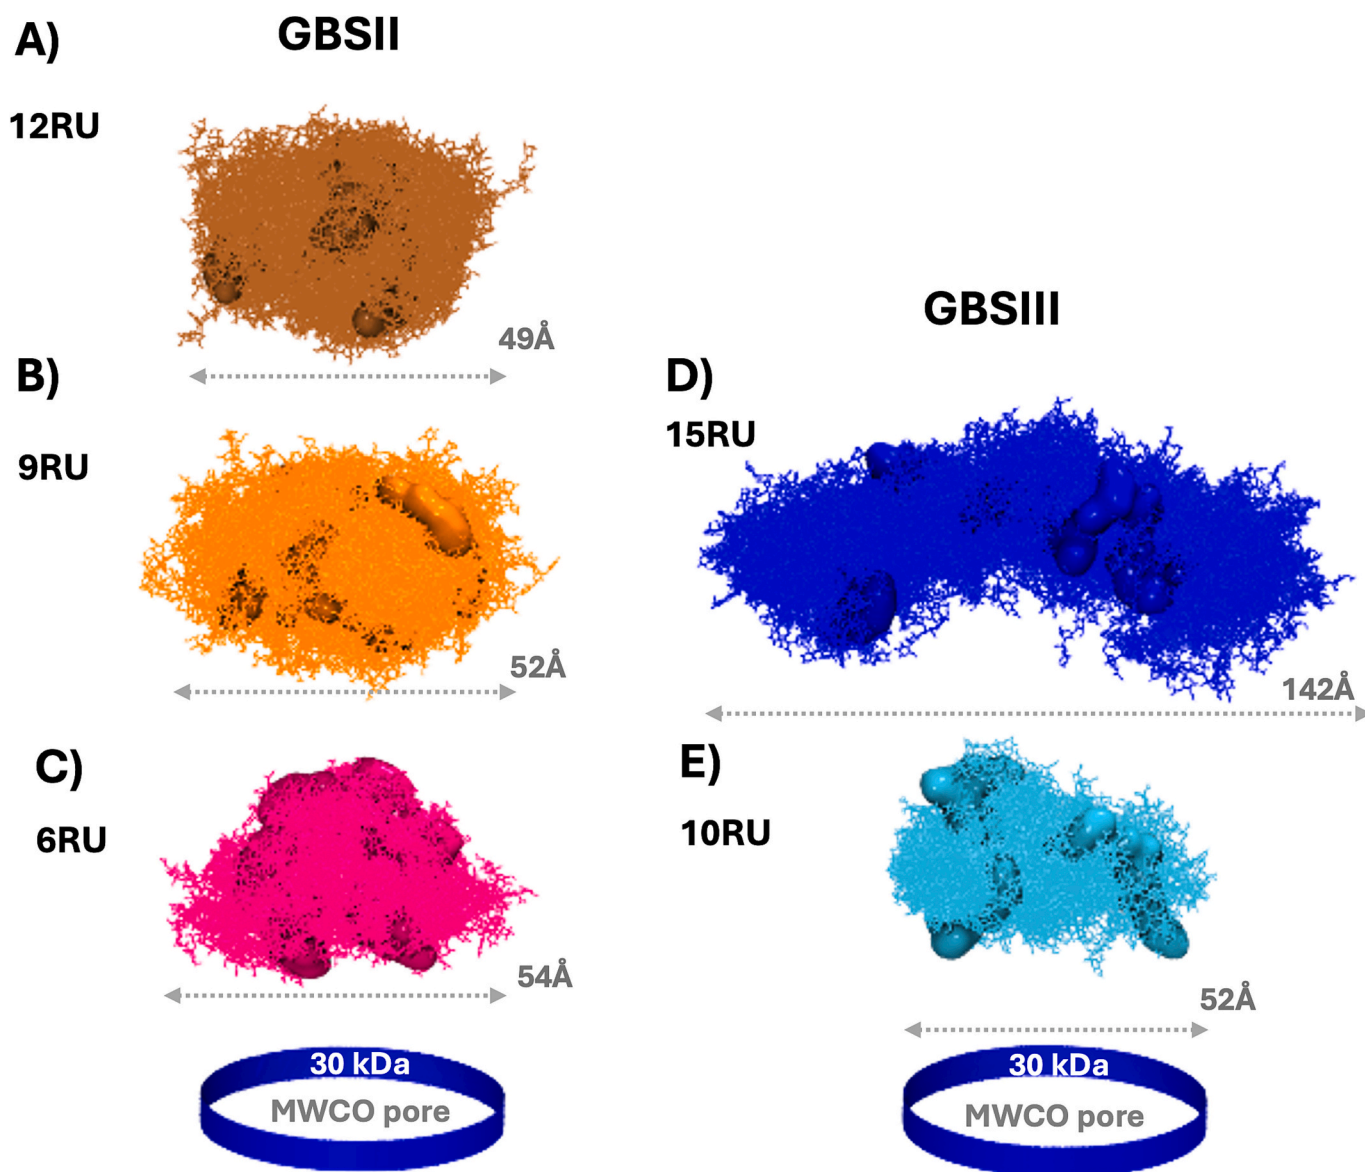 A)
GBSII
12RU
49Å
B)
9RU
52Å
C)
6RU
54Å
30 kDa
MWCO pore
GBSIII
D)
15RU
142Å
E)
10RU
52Å
30 kDa
MWCO pore